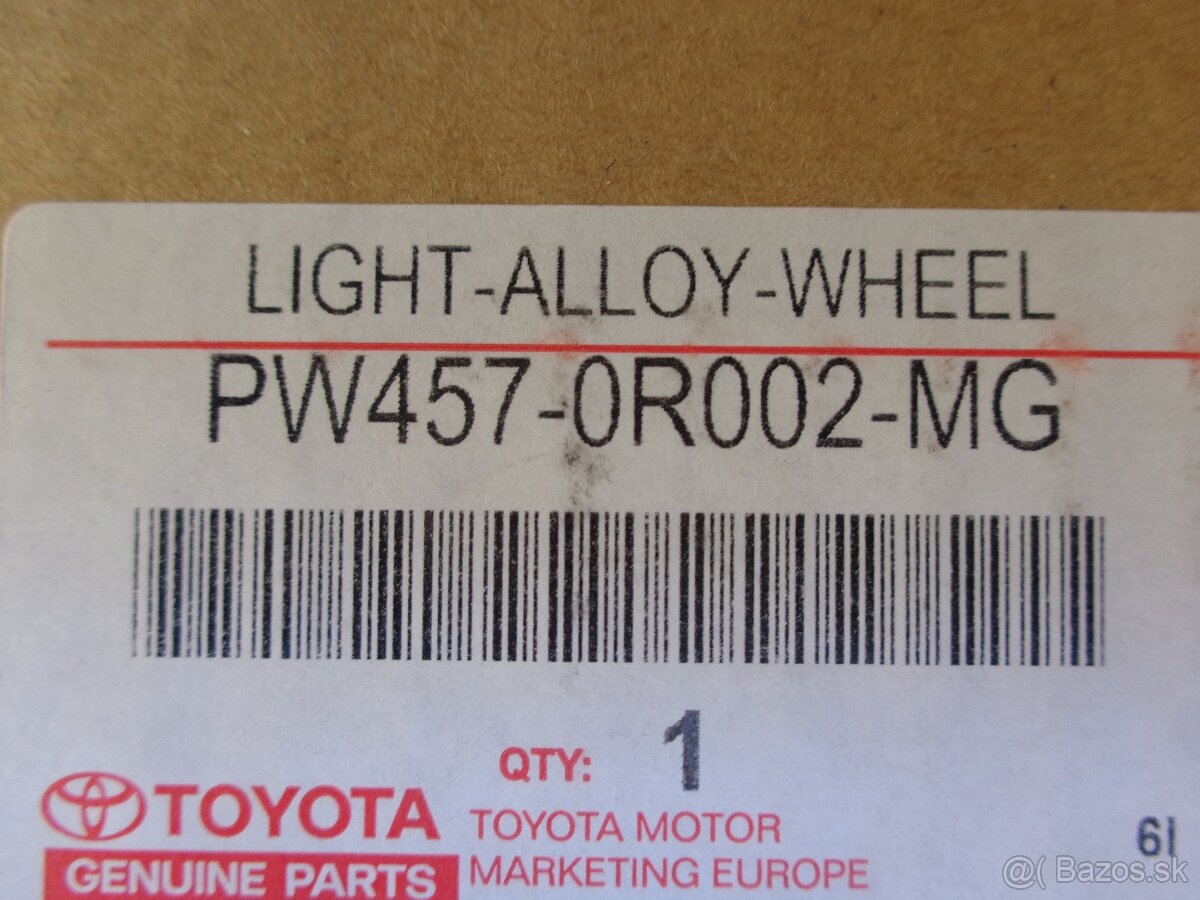 LIGHT-ALLOY-WHEEL
PW457-0R002-MG
QTY: 1
TOYOTA
GENUINE PARTS
TOYOTA MOTOR
MARKETING EUROPE
6I
@( Bazos.sk